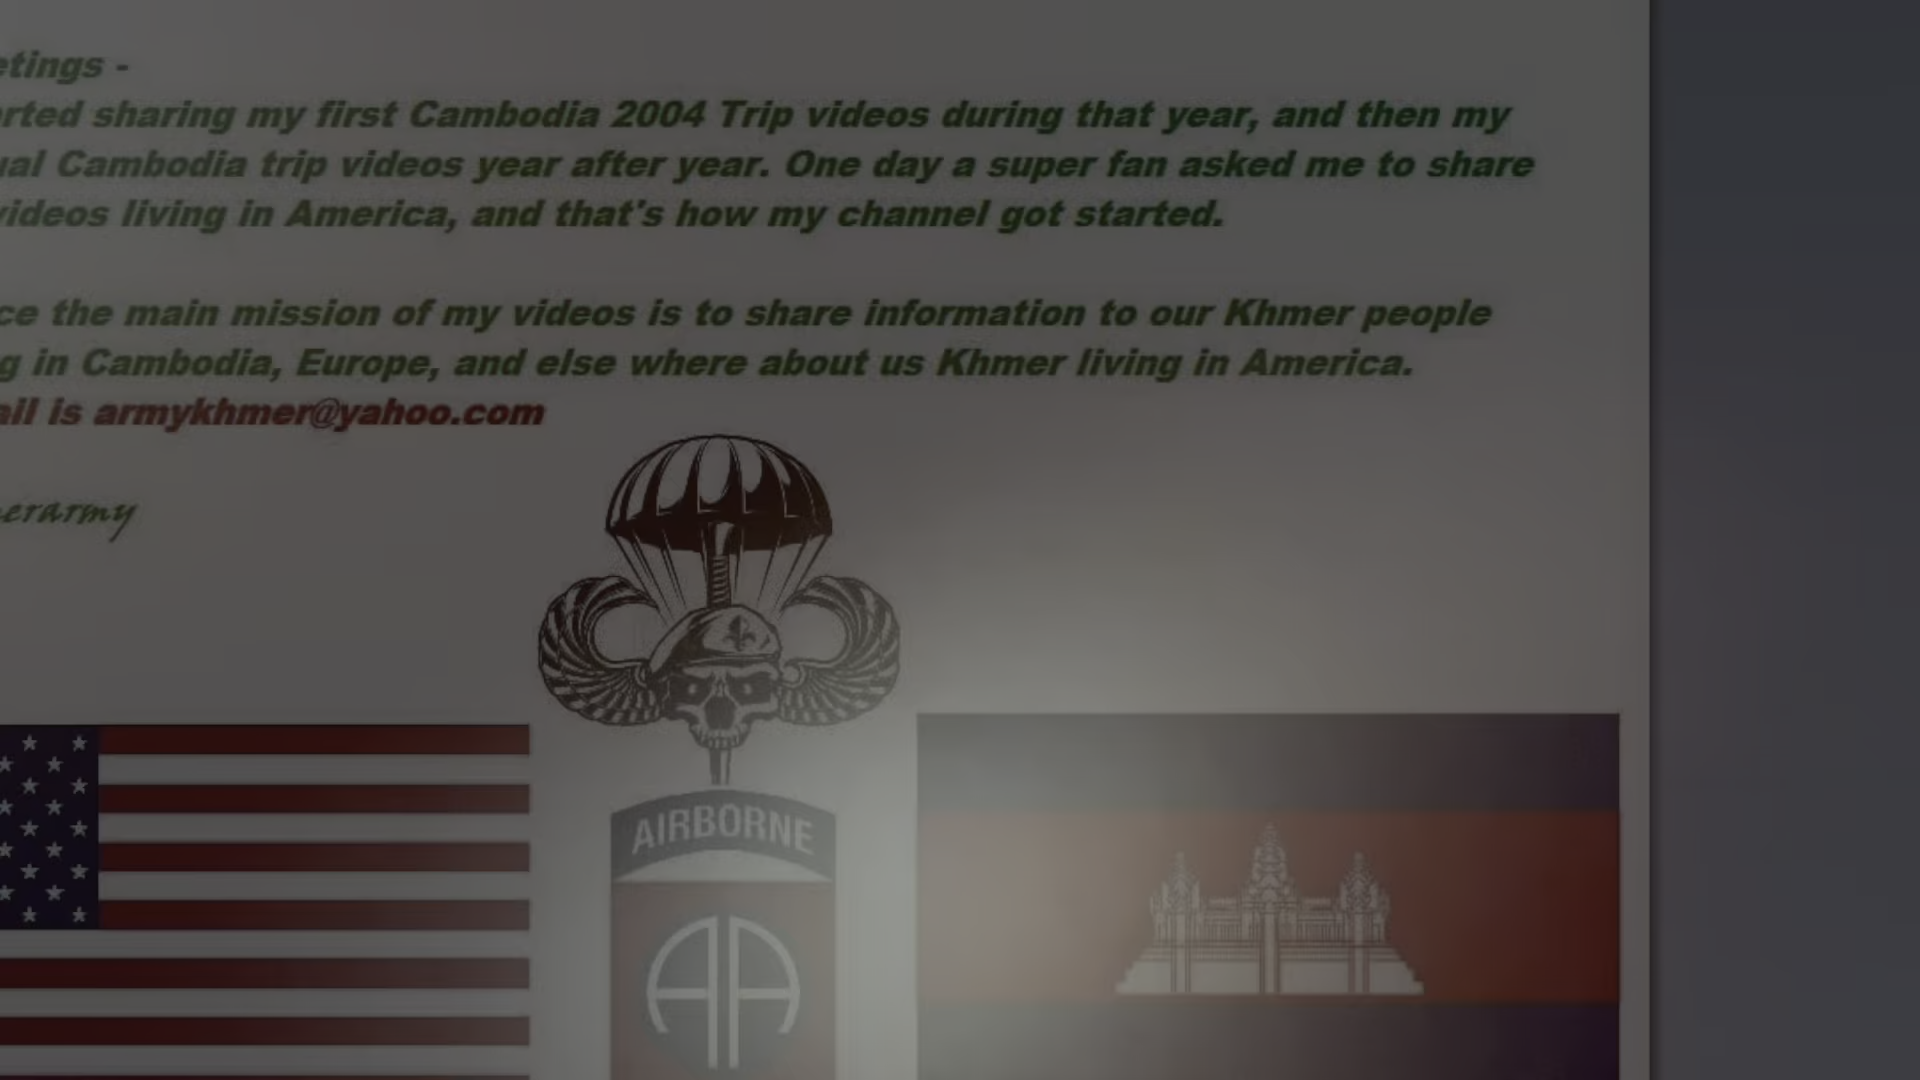 etings -
rted sharing my first Cambodia 2004 Trip videos during that year, and then my
ual Cambodia trip videos year after year. One day a super fan asked me to share
videos living in America, and that's how my channel got started.
ce the main mission of my videos is to share information to our Khmer people
g in Cambodia, Europe, and else where about us Khmer living in America.
ail is armykhmer@yahoo.com
erarmy
AIRBORNE
AA